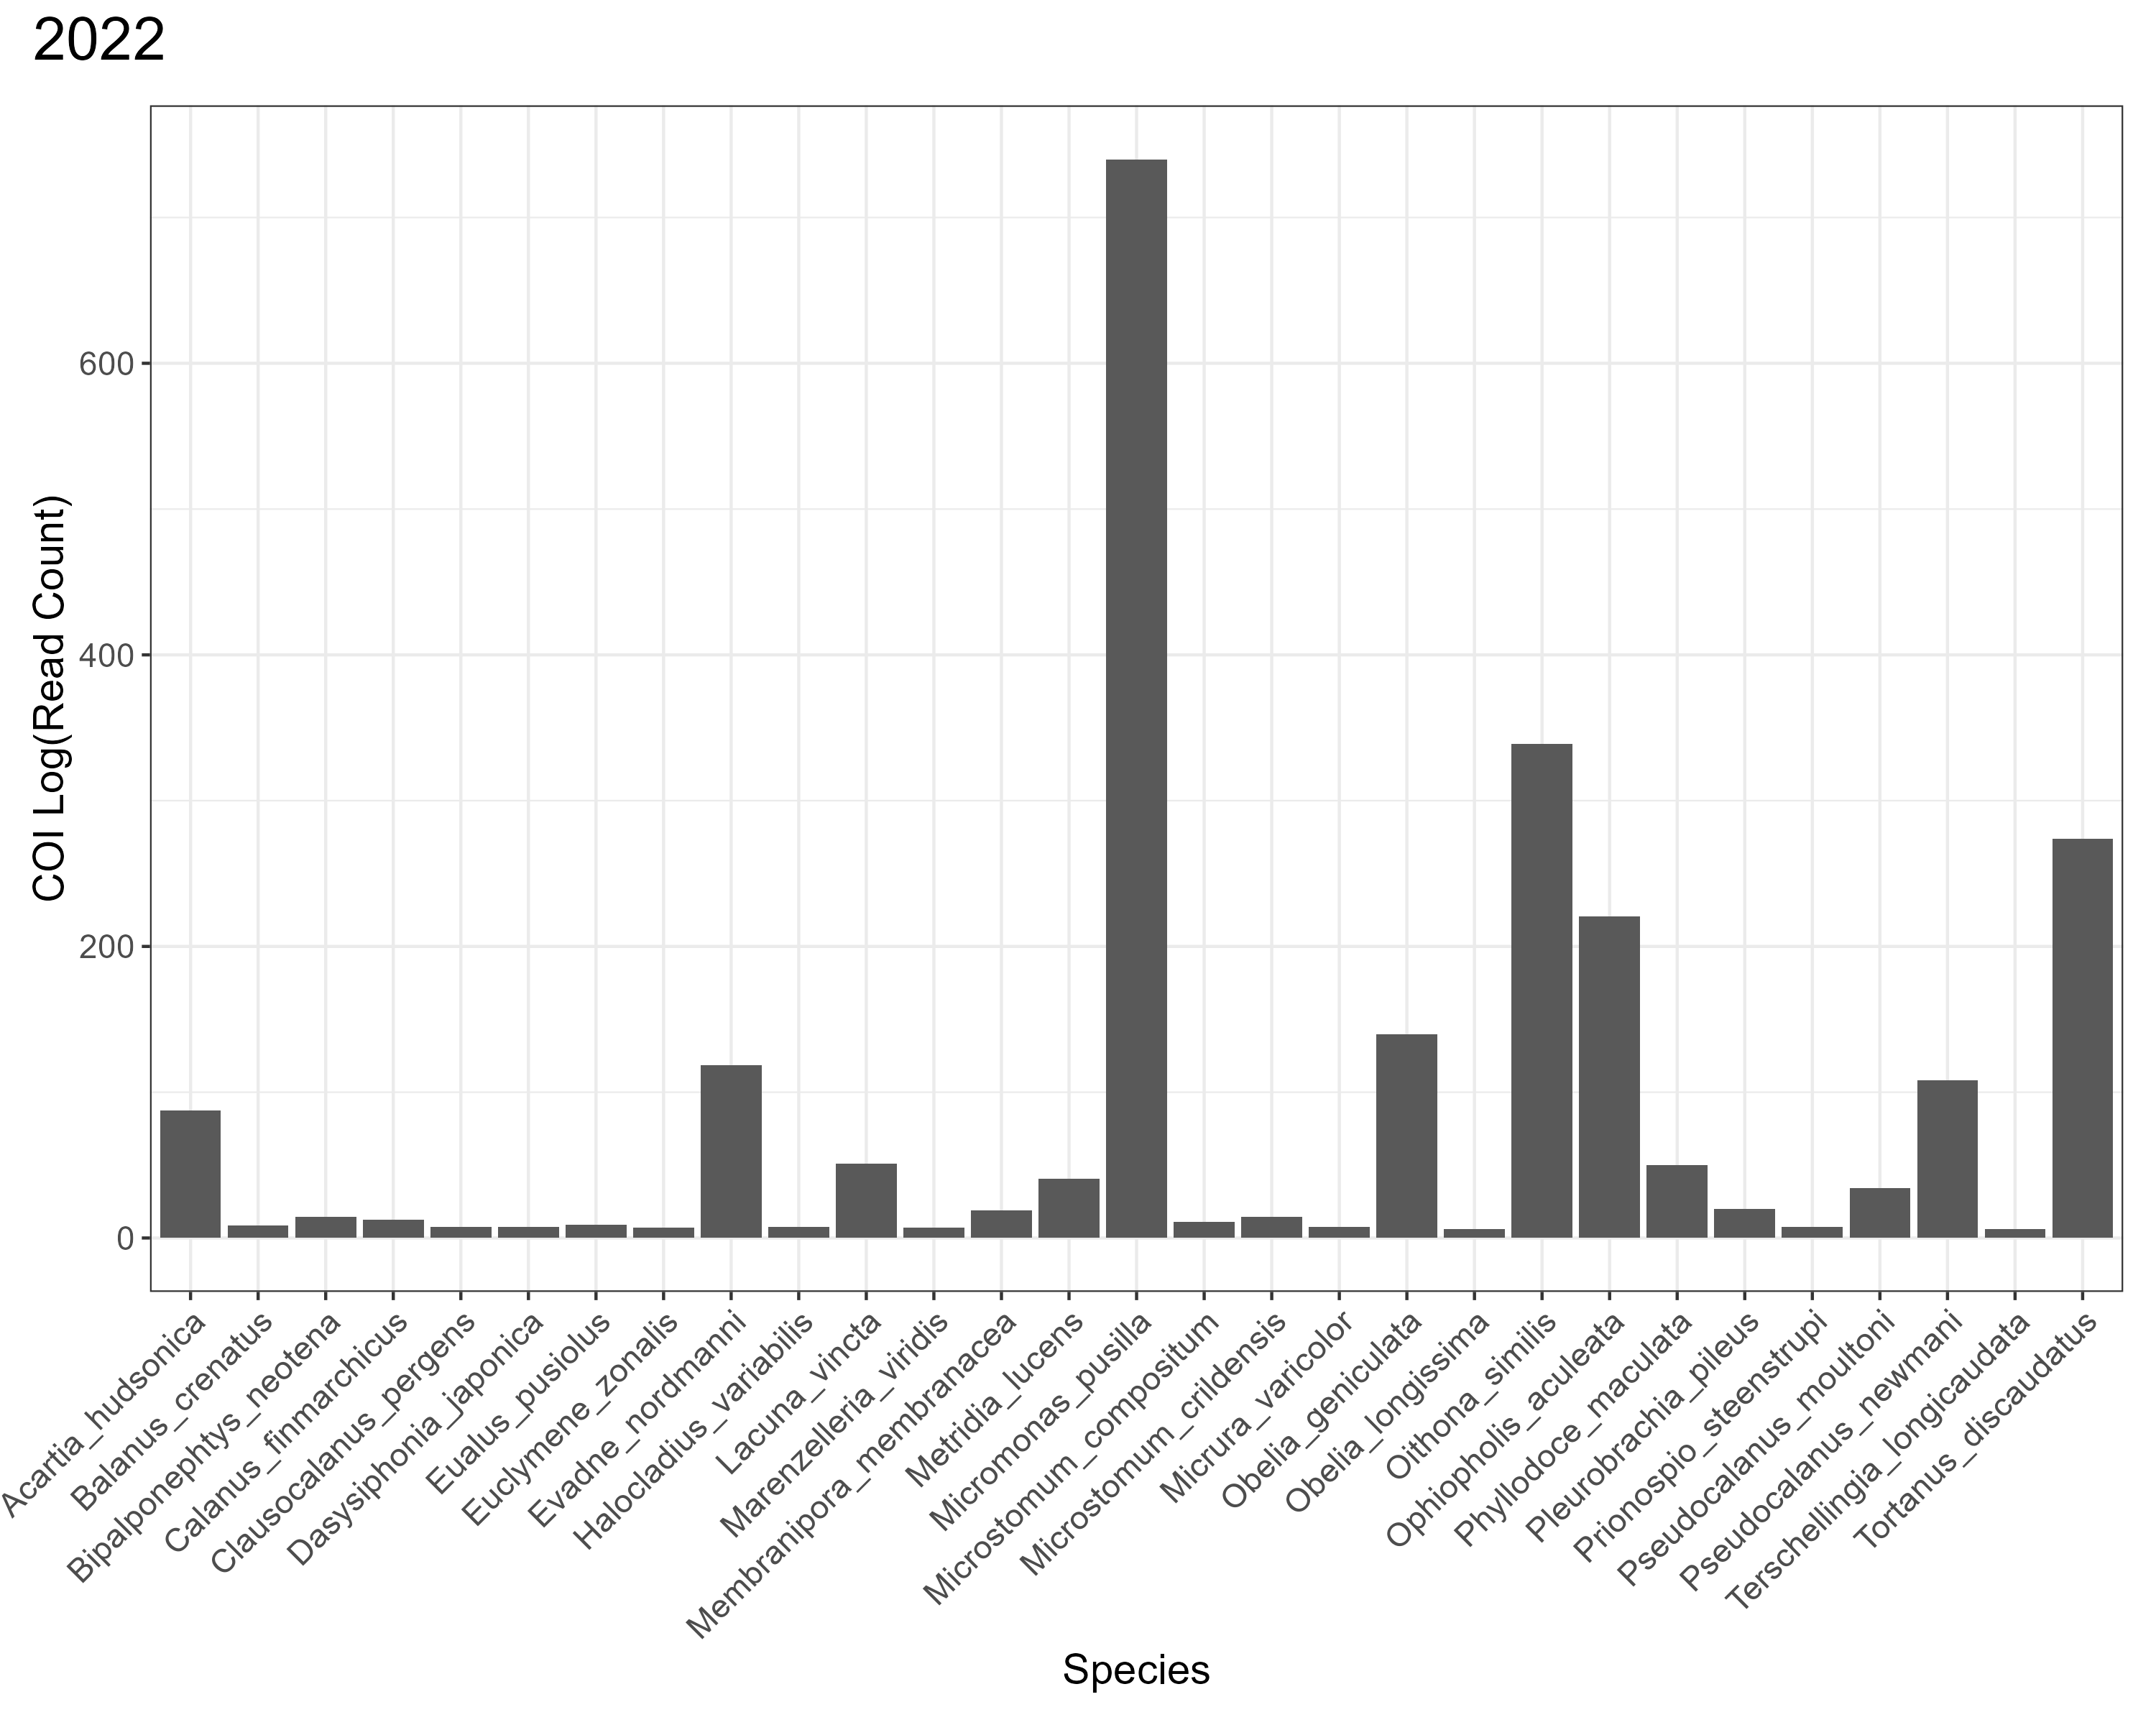 2022
COI Log(Read Count)
600
400
200
0
Acartia_hudsonica
Balanus_crenatus
Bipalponephtys_neotena
Calanus_finmarchicus
Clausocalanus_pergens
Dasysiphonia_japonica
Eualus_pusiolus
Euclymene_zonalis
Evadne_nordmanni
Halocladius_variabilis
Lacuna_vincta
Marenzelleria_viridis
Membranipora_membranacea
Metridia_lucens
Micromonas_pusilla
Microstomum_compositum
Microstomum_crildensis
Micrura_varicolor
Obelia_geniculata
Obelia_longissima
Oithona_similis
Ophiopholis_aculeata
Phyllodoce_maculata
Pleurobrachia_pileus
Prionospio_steenstrupi
Pseudocalanus_moultoni
Pseudocalanus_newmani
Terschellingia_longicaudata
Tortanus_discaudatus
Species